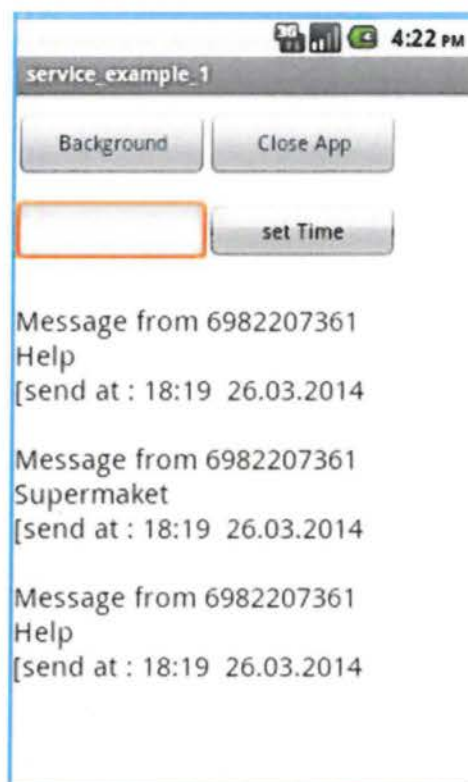 3G 4:22 PM
service_example_1
Background Close App
set Time
Message from 6982207361
Help
[send at : 18:19 26.03.2014
Message from 6982207361
Supermaket
[send at : 18:19 26.03.2014
Message from 6982207361
Help
[send at : 18:19 26.03.2014